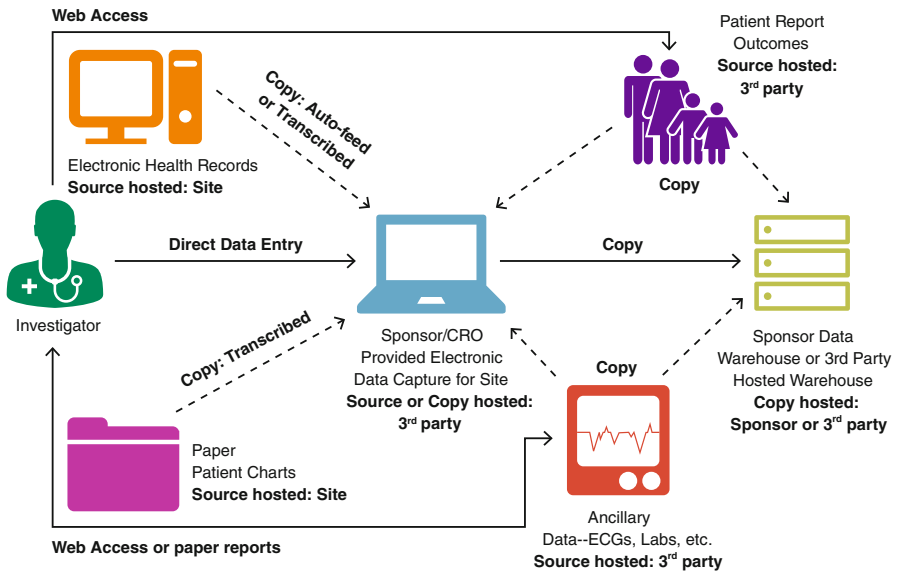 Web Access
Patient Report
Outcomes
Source hosted:
3rd party
Copy: Auto-feed
or Transcribed
Electronic Health Records
Source hosted: Site
Copy
Direct Data Entry
Copy
Investigator
Copy: Transcribed
Sponsor/CRO
Provided Electronic
Data Capture for Site
Source or Copy hosted:
3rd party
Copy
Sponsor Data
Warehouse or 3rd Party
Hosted Warehouse
Copy hosted:
Sponsor or 3rd party
Paper
Patient Charts
Source hosted: Site
Ancillary
Data--ECGs, Labs, etc.
Source hosted: 3rd party
Web Access or paper reports